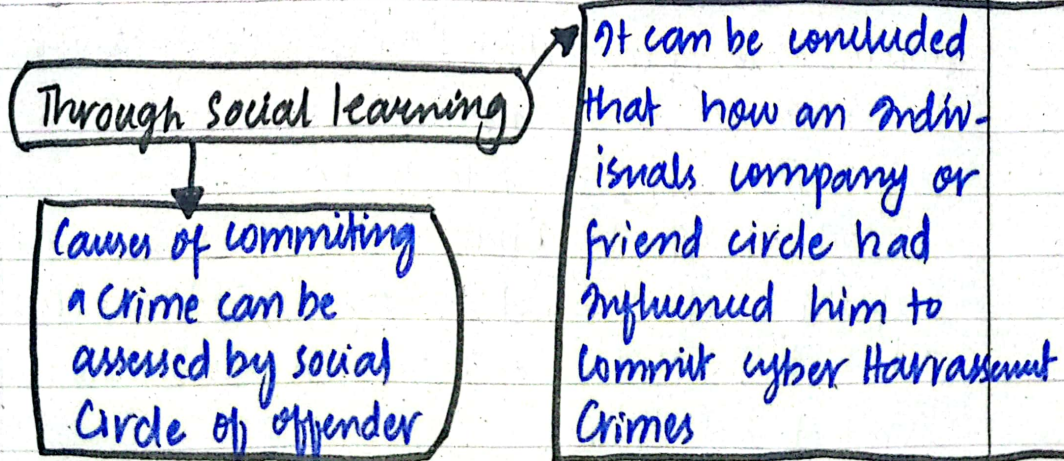 Through social learning
Causes of commiting
a crime can be
assessed by social
Circle of offender
It can be concluded
that how an Indiv-
isuals company or
friend circle had
Influenced him to
Commit cyber Harrassment
Crimes